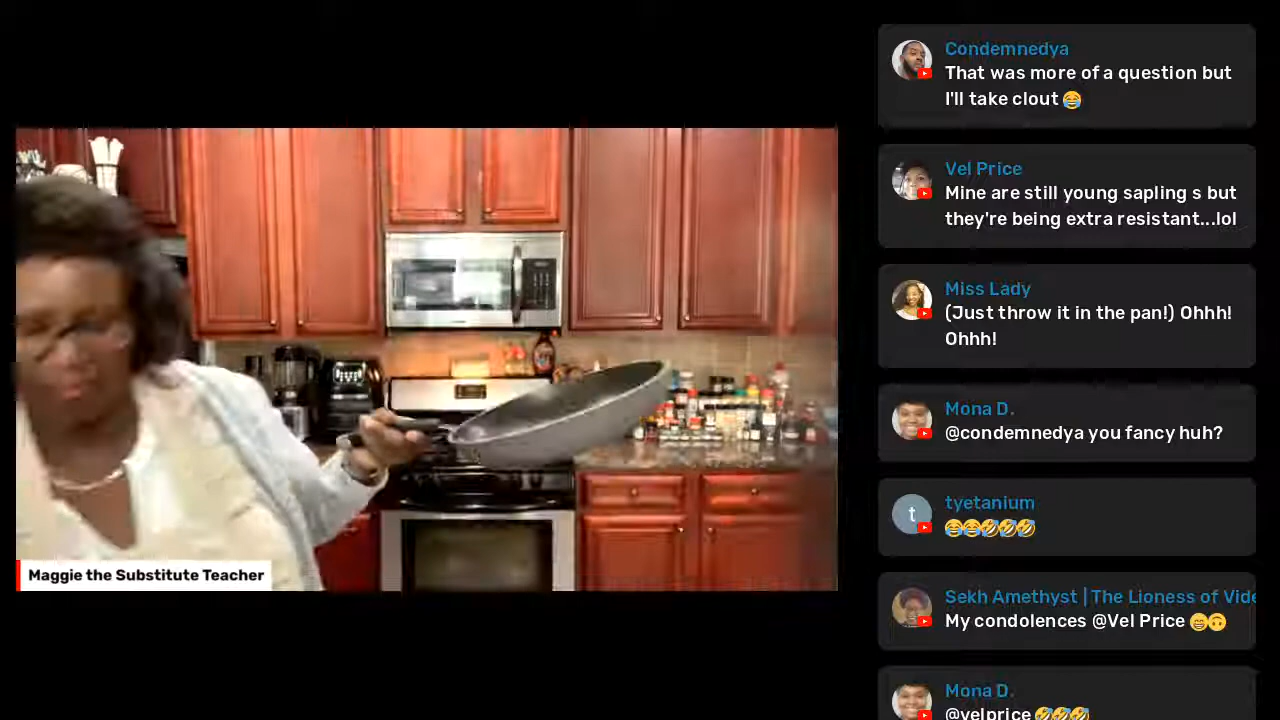 Condemnedya
That was more of a question but
I'll take clout 😂
Vel Price
Mine are still young sapling s but
they're being extra resistant...lol
Miss Lady
(Just throw it in the pan!) Ohhh!
Ohhh!
Mona D.
@condemnedya you fancy huh?
t
tyetanium
😂😂🤣🤣🤣
Sekh Amethyst | The Lioness of Vide
My condolences @Vel Price 😁🙃
Mona D.
@velprice 🤣🤣🤣
Maggie the Substitute Teacher